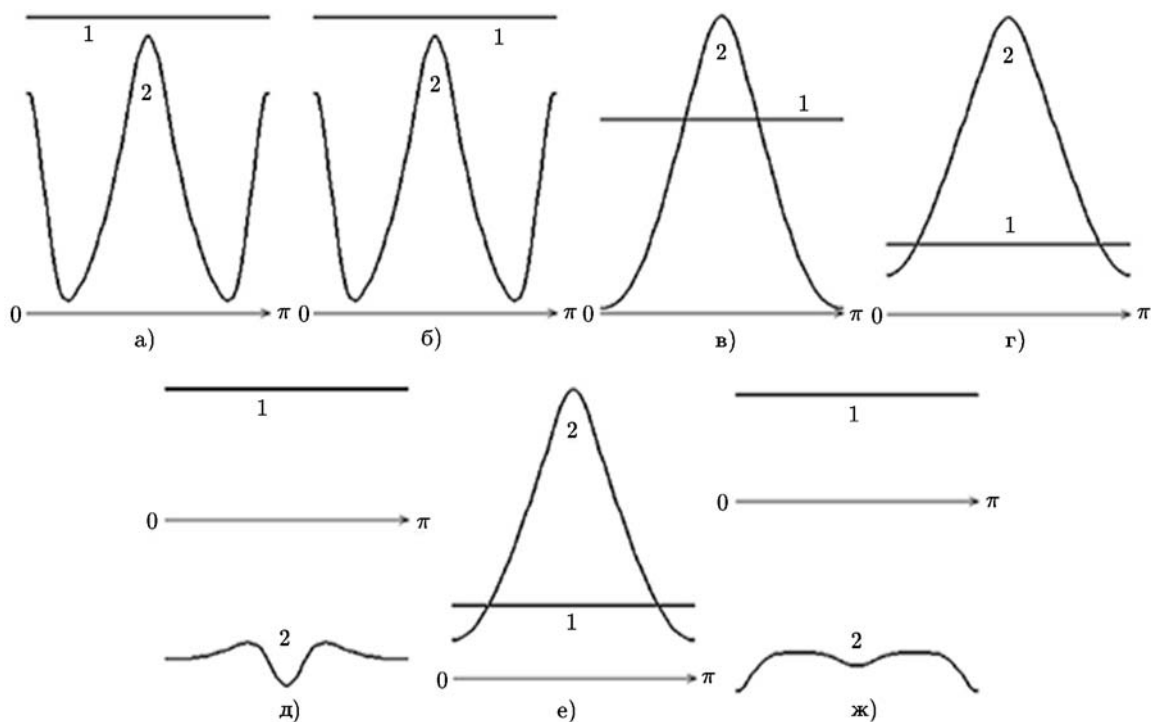 1 1 2 2
1
2 2 1
0 π 0 π 0 π 0 π
а) б) в) г)
1 2 1
0 π 0 π
2 1 2
0 π
д) е) ж)